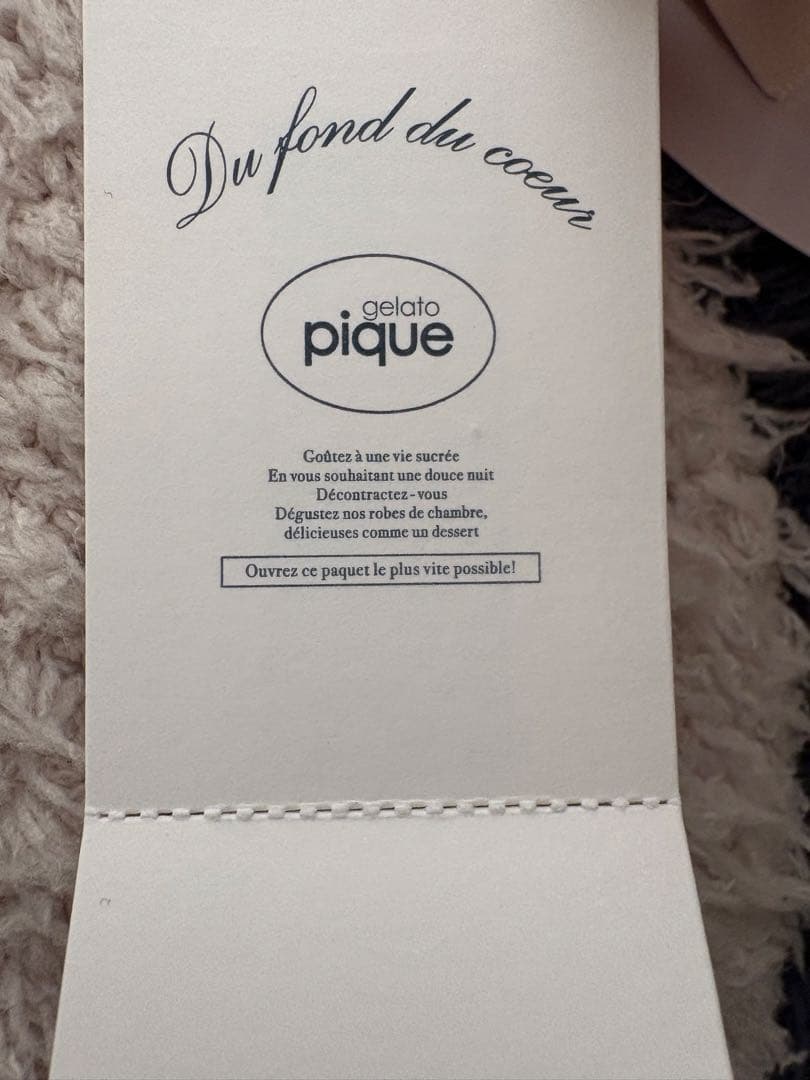 Du fond du coeur
gelato
pique
Goûtez à une vie sucrée
En vous souhaitant une douce nuit
Décontractez-vous
Dégustez nos robes de chambre,
délicieuses comme un dessert
Ouvrez ce paquet le plus vite possible!